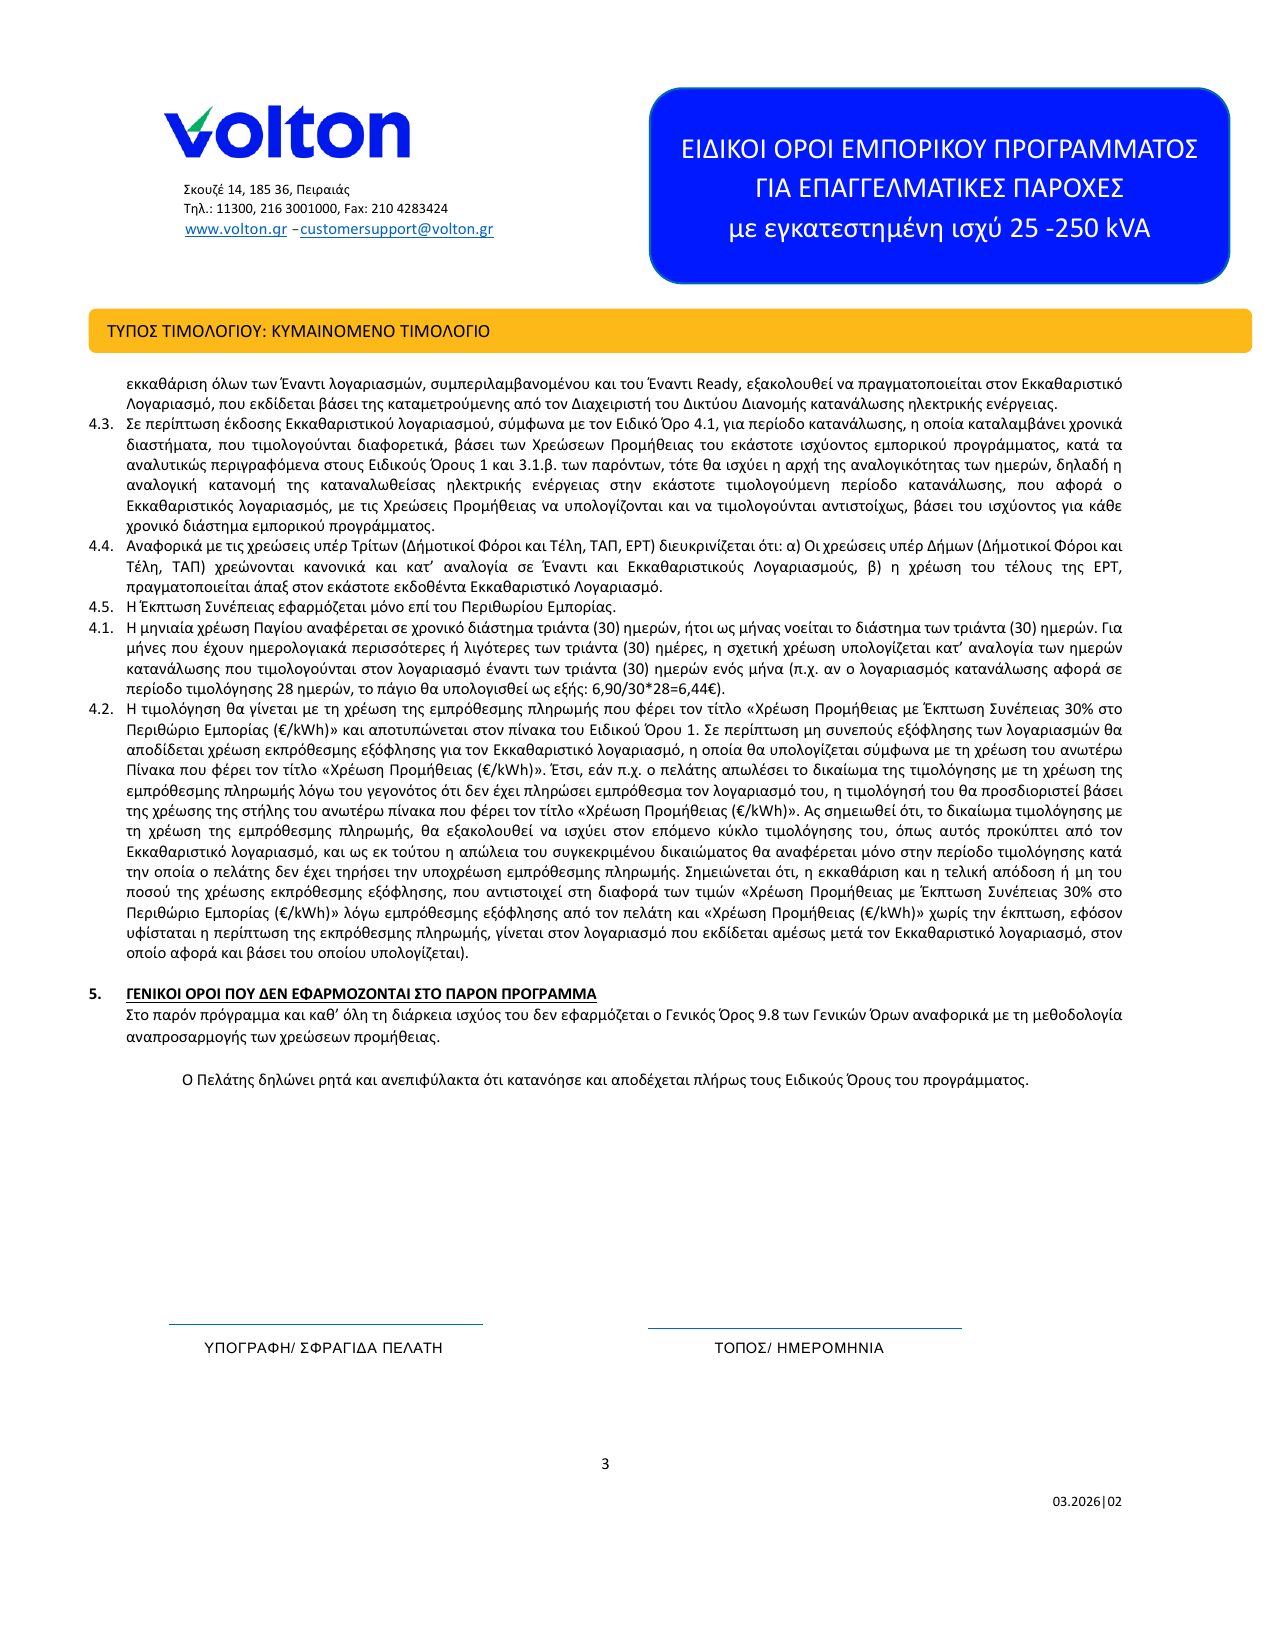 volton
Σκουζέ 14, 185 36, Πειραιάς
Τηλ.: 11300, 216 3001000, Fax: 210 4283424
www.volton.gr –customersupport@volton.gr
ΕΙΔΙΚΟΙ ΟΡΟΙ ΕΜΠΟΡΙΚΟΥ ΠΡΟΓΡΑΜΜΑΤΟΣ
ΓΙΑ ΕΠΑΓΓΕΛΜΑΤΙΚΕΣ ΠΑΡΟΧΕΣ
με εγκατεστημένη ισχύ 25 -250 kVA
ΤΥΠΟΣ ΤΙΜΟΛΟΓΙΟΥ: ΚΥΜΑΙΝΟΜΕΝΟ ΤΙΜΟΛΟΓΙΟ
εκκαθάριση όλων των Έναντι λογαριασμών, συμπεριλαμβανομένου και του Έναντι Ready, εξακολουθεί να πραγματοποιείται στον Εκκαθαριστικό
Λογαριασμό, που εκδίδεται βάσει της καταμετρούμενης από τον Διαχειριστή του Δικτύου Διανομής κατανάλωσης ηλεκτρικής ενέργειας.
4.3. Σε περίπτωση έκδοσης Εκκαθαριστικού λογαριασμού, σύμφωνα με τον Ειδικό Όρο 4.1, για περίοδο κατανάλωσης, η οποία καταλαμβάνει χρονικά
διαστήματα, που τιμολογούνται διαφορετικά, βάσει των Χρεώσεων Προμήθειας του εκάστοτε ισχύοντος εμπορικού προγράμματος, κατά τα
αναλυτικώς περιγραφόμενα στους Ειδικούς Όρους 1 και 3.1.β. των παρόντων, τότε θα ισχύει η αρχή της αναλογικότητας των ημερών, δηλαδή η
αναλογική κατανομή της καταναλωθείσας ηλεκτρικής ενέργειας στην εκάστοτε τιμολογούμενη περίοδο κατανάλωσης, που αφορά ο
Εκκαθαριστικός λογαριασμός, με τις Χρεώσεις Προμήθειας να υπολογίζονται και να τιμολογούνται αντιστοίχως, βάσει του ισχύοντος για κάθε
χρονικό διάστημα εμπορικού προγράμματος.
4.4. Αναφορικά με τις χρεώσεις υπέρ Τρίτων (Δήμοτικοί Φόροι και Τέλη, ΤΑΠ, ΕΡΤ) διευκρινίζεται ότι: α) Οι χρεώσεις υπέρ Δήμων (Δήμοτικοί Φόροι και
Τέλη, ΤΑΠ) χρεώνονται κανονικά και κατ’ αναλογία σε Έναντι και Εκκαθαριστικούς Λογαριασμούς, β) η χρέωση του τέλους της ΕΡΤ,
πραγματοποιείται άπαξ στον εκάστοτε εκδοθέντα Εκκαθαριστικό Λογαριασμό.
4.5. Η Έκπτωση Συνέπειας εφαρμόζεται μόνο επί του Περιθωρίου Εμπορίας.
4.1. Η μηνιαία χρέωση Παγίου αναφέρεται σε χρονικό διάστημα τριάντα (30) ημερών, ήτοι ως μήνας νοείται το διάστημα των τριάντα (30) ημερών. Για
μήνες που έχουν ημερολογιακά περισσότερες ή λιγότερες των τριάντα (30) ημέρες, η σχετική χρέωση υπολογίζεται κατ’ αναλογία των ημερών
κατανάλωσης που τιμολογούνται στον λογαριασμό έναντι των τριάντα (30) ημερών ενός μήνα (π.χ. αν ο λογαριασμός κατανάλωσης αφορά σε
περίοδο τιμολόγησης 28 ημερών, το πάγιο θα υπολογισθεί ως εξής: 6,90/30*28=6,44€).
4.2. Η τιμολόγηση θα γίνεται με τη χρέωση της εμπρόθεσμης πληρωμής που φέρει τον τίτλο «Χρέωση Προμήθειας με Έκπτωση Συνέπειας 30% στο
Περιθώριο Εμπορίας (€/kWh)» και αποτυπώνεται στον πίνακα του Ειδικού Όρου 1. Σε περίπτωση μη συνεπούς εξόφλησης των λογαριασμών θα
αποδίδεται χρέωση εκπρόθεσμης εξόφλησης για τον Εκκαθαριστικό λογαριασμό, η οποία θα υπολογίζεται σύμφωνα με τη χρέωση του ανωτέρω
Πίνακα που φέρει τον τίτλο «Χρέωση Προμήθειας (€/kWh)». Έτσι, εάν π.χ. ο πελάτης απωλέσει το δικαίωμα της τιμολόγησης με τη χρέωση της
εμπρόθεσμης πληρωμής λόγω του γεγονότος ότι δεν έχει πληρώσει εμπρόθεσμα τον λογαριασμό του, η τιμολόγησή του θα προσδιοριστεί βάσει
της χρέωσης της στήλης του ανωτέρω πίνακα που φέρει τον τίτλο «Χρέωση Προμήθειας (€/kWh)». Ας σημειωθεί ότι, το δικαίωμα τιμολόγησης με
τη χρέωση της εμπρόθεσμης πληρωμής, θα εξακολουθεί να ισχύει στον επόμενο κύκλο τιμολόγησης του, όπως αυτός προκύπτει από τον
Εκκαθαριστικό λογαριασμό, και ως εκ τούτου η απώλεια του συγκεκριμένου δικαιώματος θα αναφέρεται μόνο στην περίοδο τιμολόγησης κατά
την οποία ο πελάτης δεν έχει τηρήσει την υποχρέωση εμπρόθεσμης πληρωμής. Σημειώνεται ότι, η εκκαθάριση και η τελική απόδοση ή μη του
ποσού της χρέωσης εκπρόθεσμης εξόφλησης, που αντιστοιχεί στη διαφορά των τιμών «Χρέωση Προμήθειας με Έκπτωση Συνέπειας 30% στο
Περιθώριο Εμπορίας (€/kWh)» λόγω εμπρόθεσμης εξόφλησης από τον πελάτη και «Χρέωση Προμήθειας (€/kWh)» χωρίς την έκπτωση, εφόσον
υφίσταται η περίπτωση της εκπρόθεσμης πληρωμής, γίνεται στον λογαριασμό που εκδίδεται αμέσως μετά τον Εκκαθαριστικό λογαριασμό, στον
οποίο αφορά και βάσει του οποίου υπολογίζεται).
5. ΓΕΝΙΚΟΙ ΟΡΟΙ ΠΟΥ ΔΕΝ ΕΦΑΡΜΟΖΟΝΤΑΙ ΣΤΟ ΠΑΡΟΝ ΠΡΟΓΡΑΜΜΑ
Στο παρόν πρόγραμμα και καθ’ όλη τη διάρκεια ισχύος του δεν εφαρμόζεται ο Γενικός Όρος 9.8 των Γενικών Όρων αναφορικά με τη μεθοδολογία
αναπροσαρμογής των χρεώσεων προμήθειας.
Ο Πελάτης δηλώνει ρητά και ανεπιφύλακτα ότι κατανόησε και αποδέχεται πλήρως τους Ειδικούς Όρους του προγράμματος.
ΥΠΟΓΡΑΦΗ/ ΣΦΡΑΓΙΔΑ ΠΕΛΑΤΗ
ΤΟΠΟΣ/ ΗΜΕΡΟΜΗΝΙΑ
3
03.2026|02